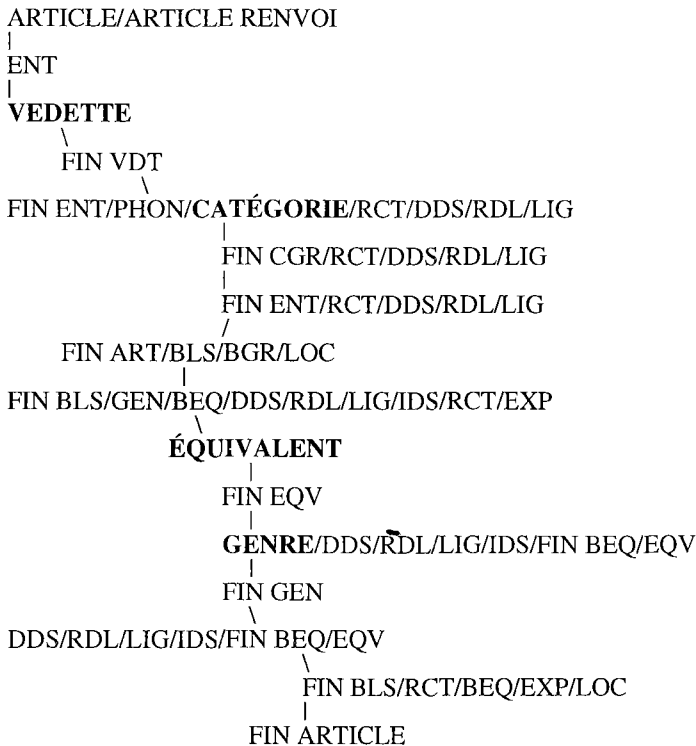 ARTICLE/ARTICLE RENVOI
ENT
VEDETTE
FIN VDT
FIN ENT/PHON/CATÉGORIE/RCT/DDS/RDL/LIG
FIN CGR/RCT/DDS/RDL/LIG
FIN ENT/RCT/DDS/RDL/LIG
FIN ART/BLS/BGR/LOC
FIN BLS/GEN/BEQ/DDS/RDL/LIG/IDS/RCT/EXP
ÉQUIVALENT
FIN EQV
GENRE/DDS/RDL/LIG/IDS/FIN BEQ/EQV
FIN GEN
DDS/RDL/LIG/IDS/FIN BEQ/EQV
FIN BLS/RCT/BEQ/EXP/LOC
FIN ARTICLE